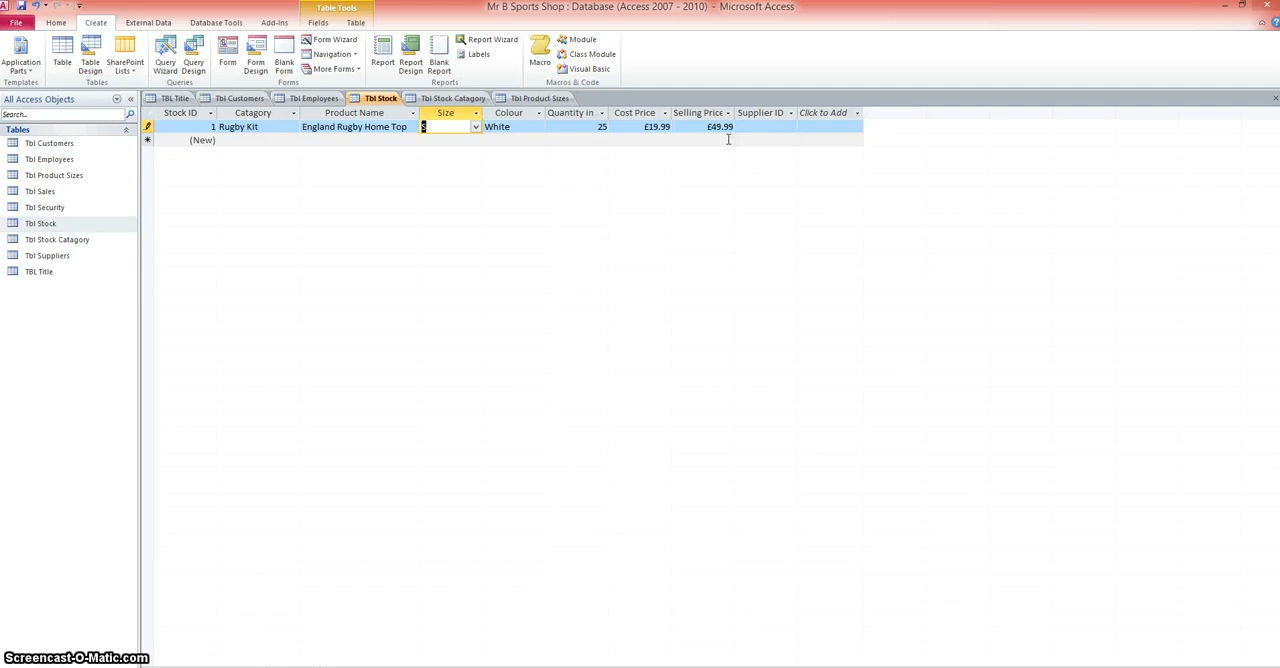 Mr B Sports Shop : Database (Access 2007 - 2010) - Microsoft Access
Table Tools
File Home Create External Data Database Tools Add-Ins Fields Table
Application Parts
Table
Table Design
SharePoint Lists
Query Wizard
Query Design
Form
Form Design
Blank Form
Form Wizard
Navigation
More Forms
Report
Report Design
Blank Report
Report Wizard
Labels
Macro
Module
Class Module
Visual Basic
Templates Tables Queries Forms Reports Macros & Code
All Access Objects
Search...
Tables
Tbl Customers
Tbl Employees
Tbl Product Sizes
Tbl Sales
Tbl Security
Tbl Stock
Tbl Stock Catagory
Tbl Suppliers
TBL Title
TBL Title Tbl Customers Tbl Employees Tbl Stock Tbl Stock Catagory Tbl Product Sizes
Stock ID Catagory Product Name Size Colour Quantity in Cost Price Selling Price Supplier ID Click to Add
1 Rugby Kit England Rugby Home Top S White 25 £19.99 £49.99
(New)
Screencast-O-Matic.com